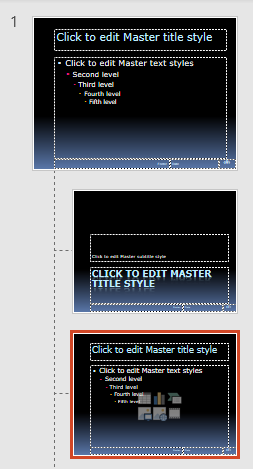 1
Click to edit Master title style
• Click to edit Master text styles
• Second level
• Third level
• Fourth level
• Fifth level
Click to edit Master subtitle style
CLICK TO EDIT MASTER
TITLE STYLE
Click to edit Master title style
• Click to edit Master text styles
• Second level
• Third level
• Fourth level
• Fifth level